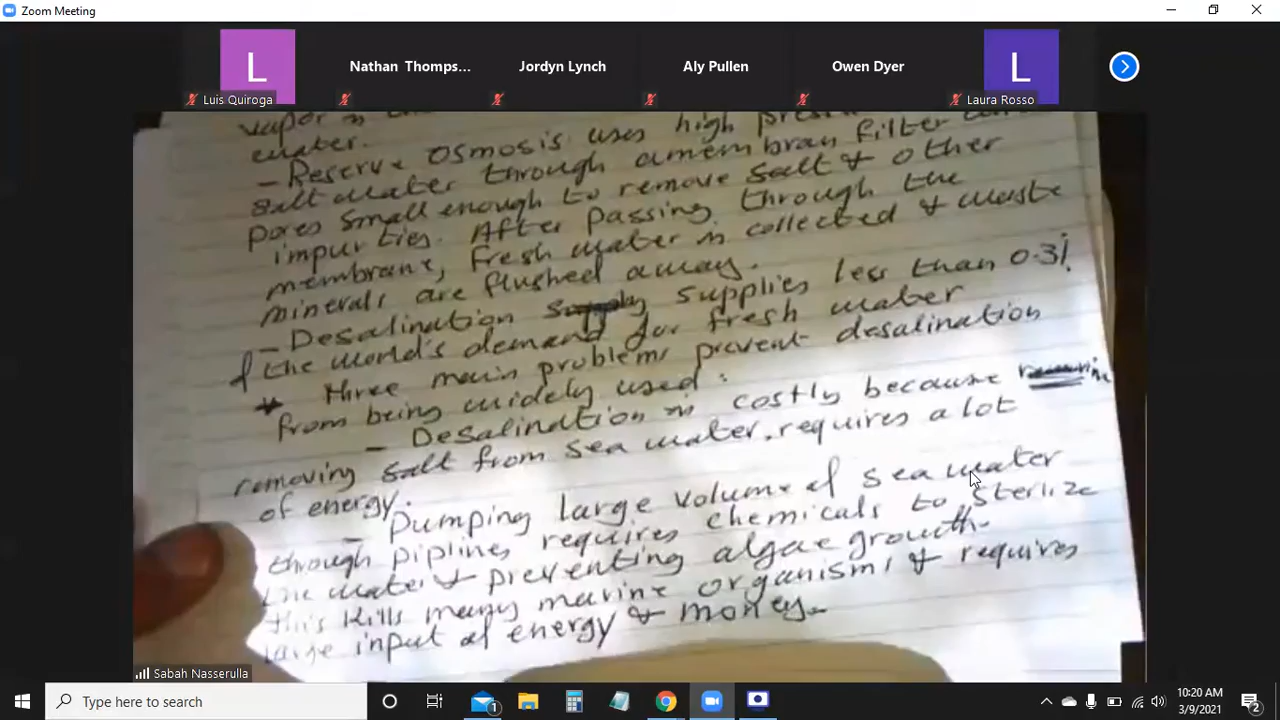 Zoom Meeting
L
Luis Quiroga
Nathan Thomps...
Jordyn Lynch
Aly Pullen
Owen Dyer
L
Laura Rosso
vapor
water.
- Reserve Osmosis uses high
salt water through a membran filter
pores small enough to remove salt & other
impurties. After passing through the
membrane, fresh water is collected & waste
minerals are flushed away.
- Desalination supplies less than 0.3%
of the world's demand for fresh water
* three main problems prevent desalination
from being widely used:
- Desalination is costly because
removing salt from sea water requires a lot
of energy.
- Pumping large volume of sea water
though piplines requires chemicals to sterlize
the water & preventing algae growth.
this kills many marine organisms & requires
large input of energy & money.
Sabah Nasserulla
Type here to search
1
10:20 AM
3/9/2021
2